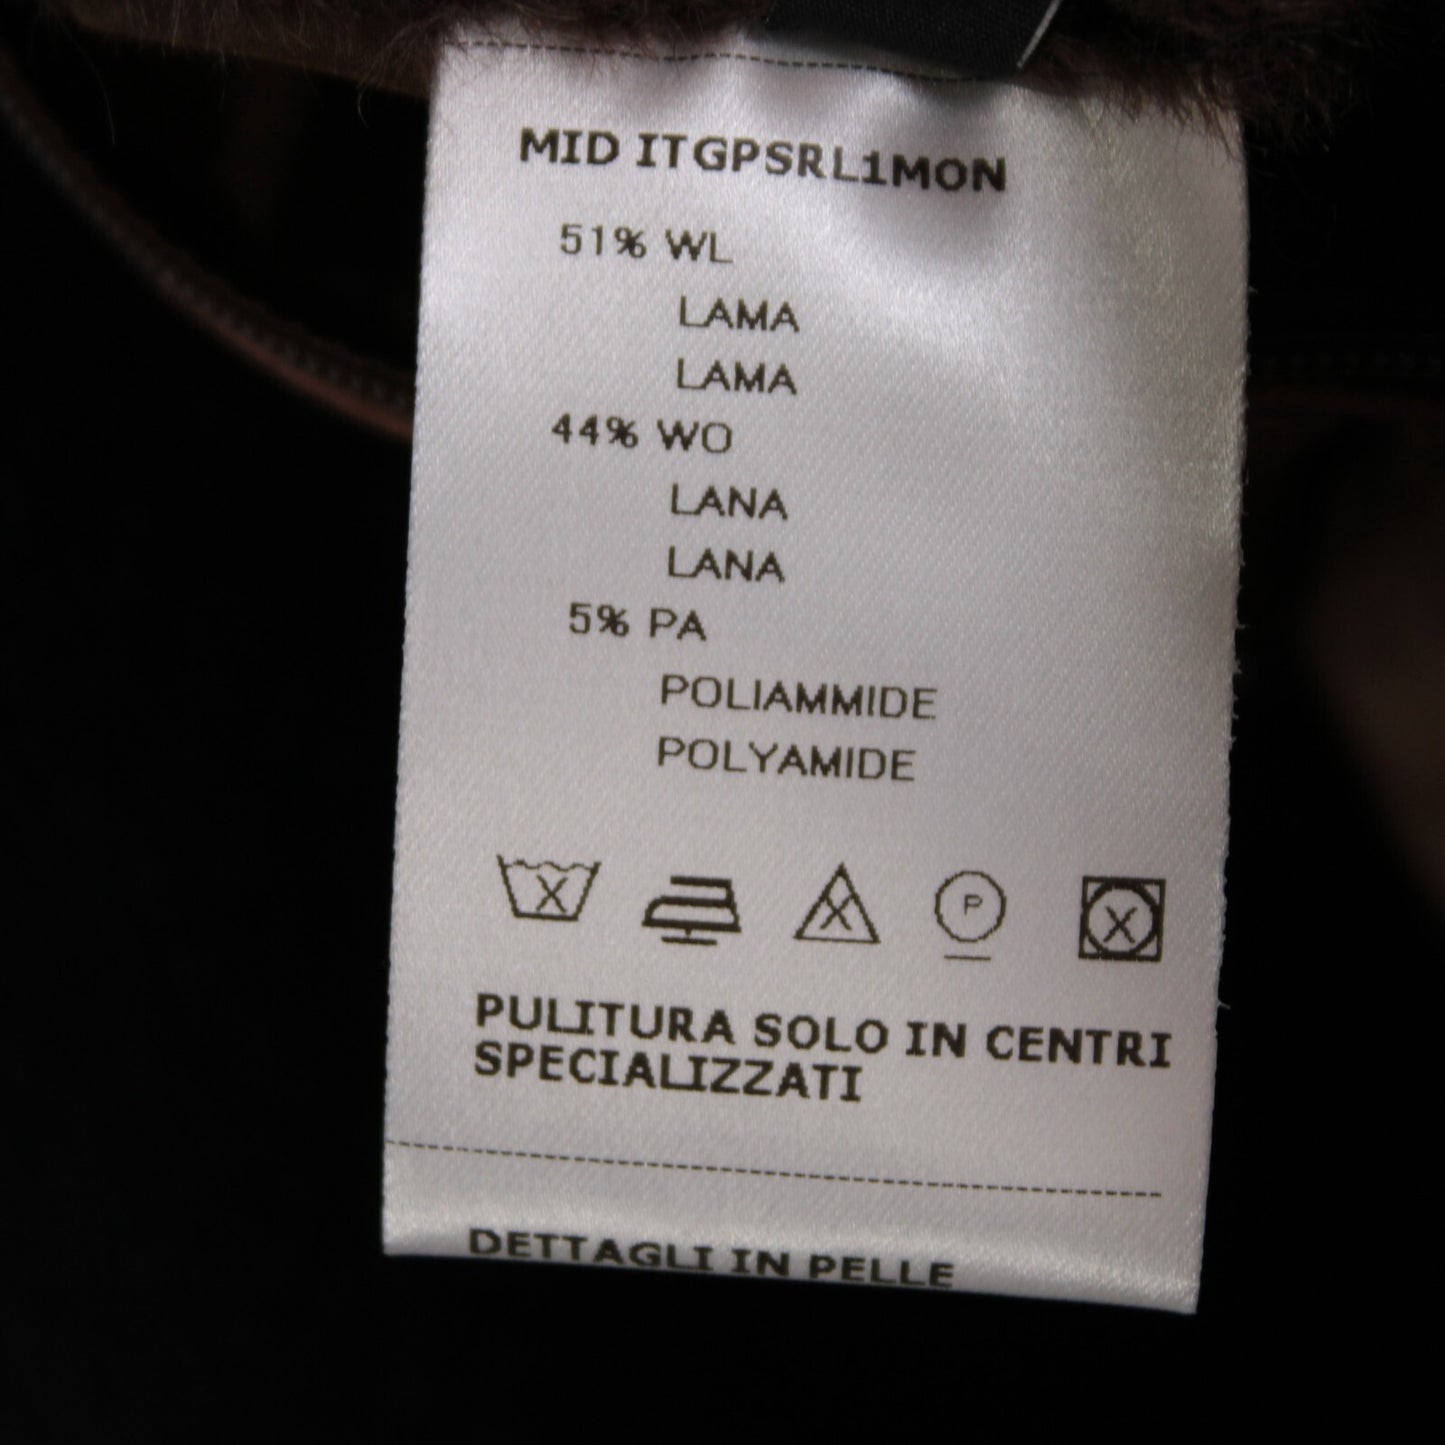 MID ITGPSRL1MON
51% WL
LAMA
LAMA
44% WO
LANA
LANA
5% PA
POLIAMMIDE
POLYAMIDE
P
PULITURA SOLO IN CENTRI
SPECIALIZZATI
DETTAGLI IN PELLE